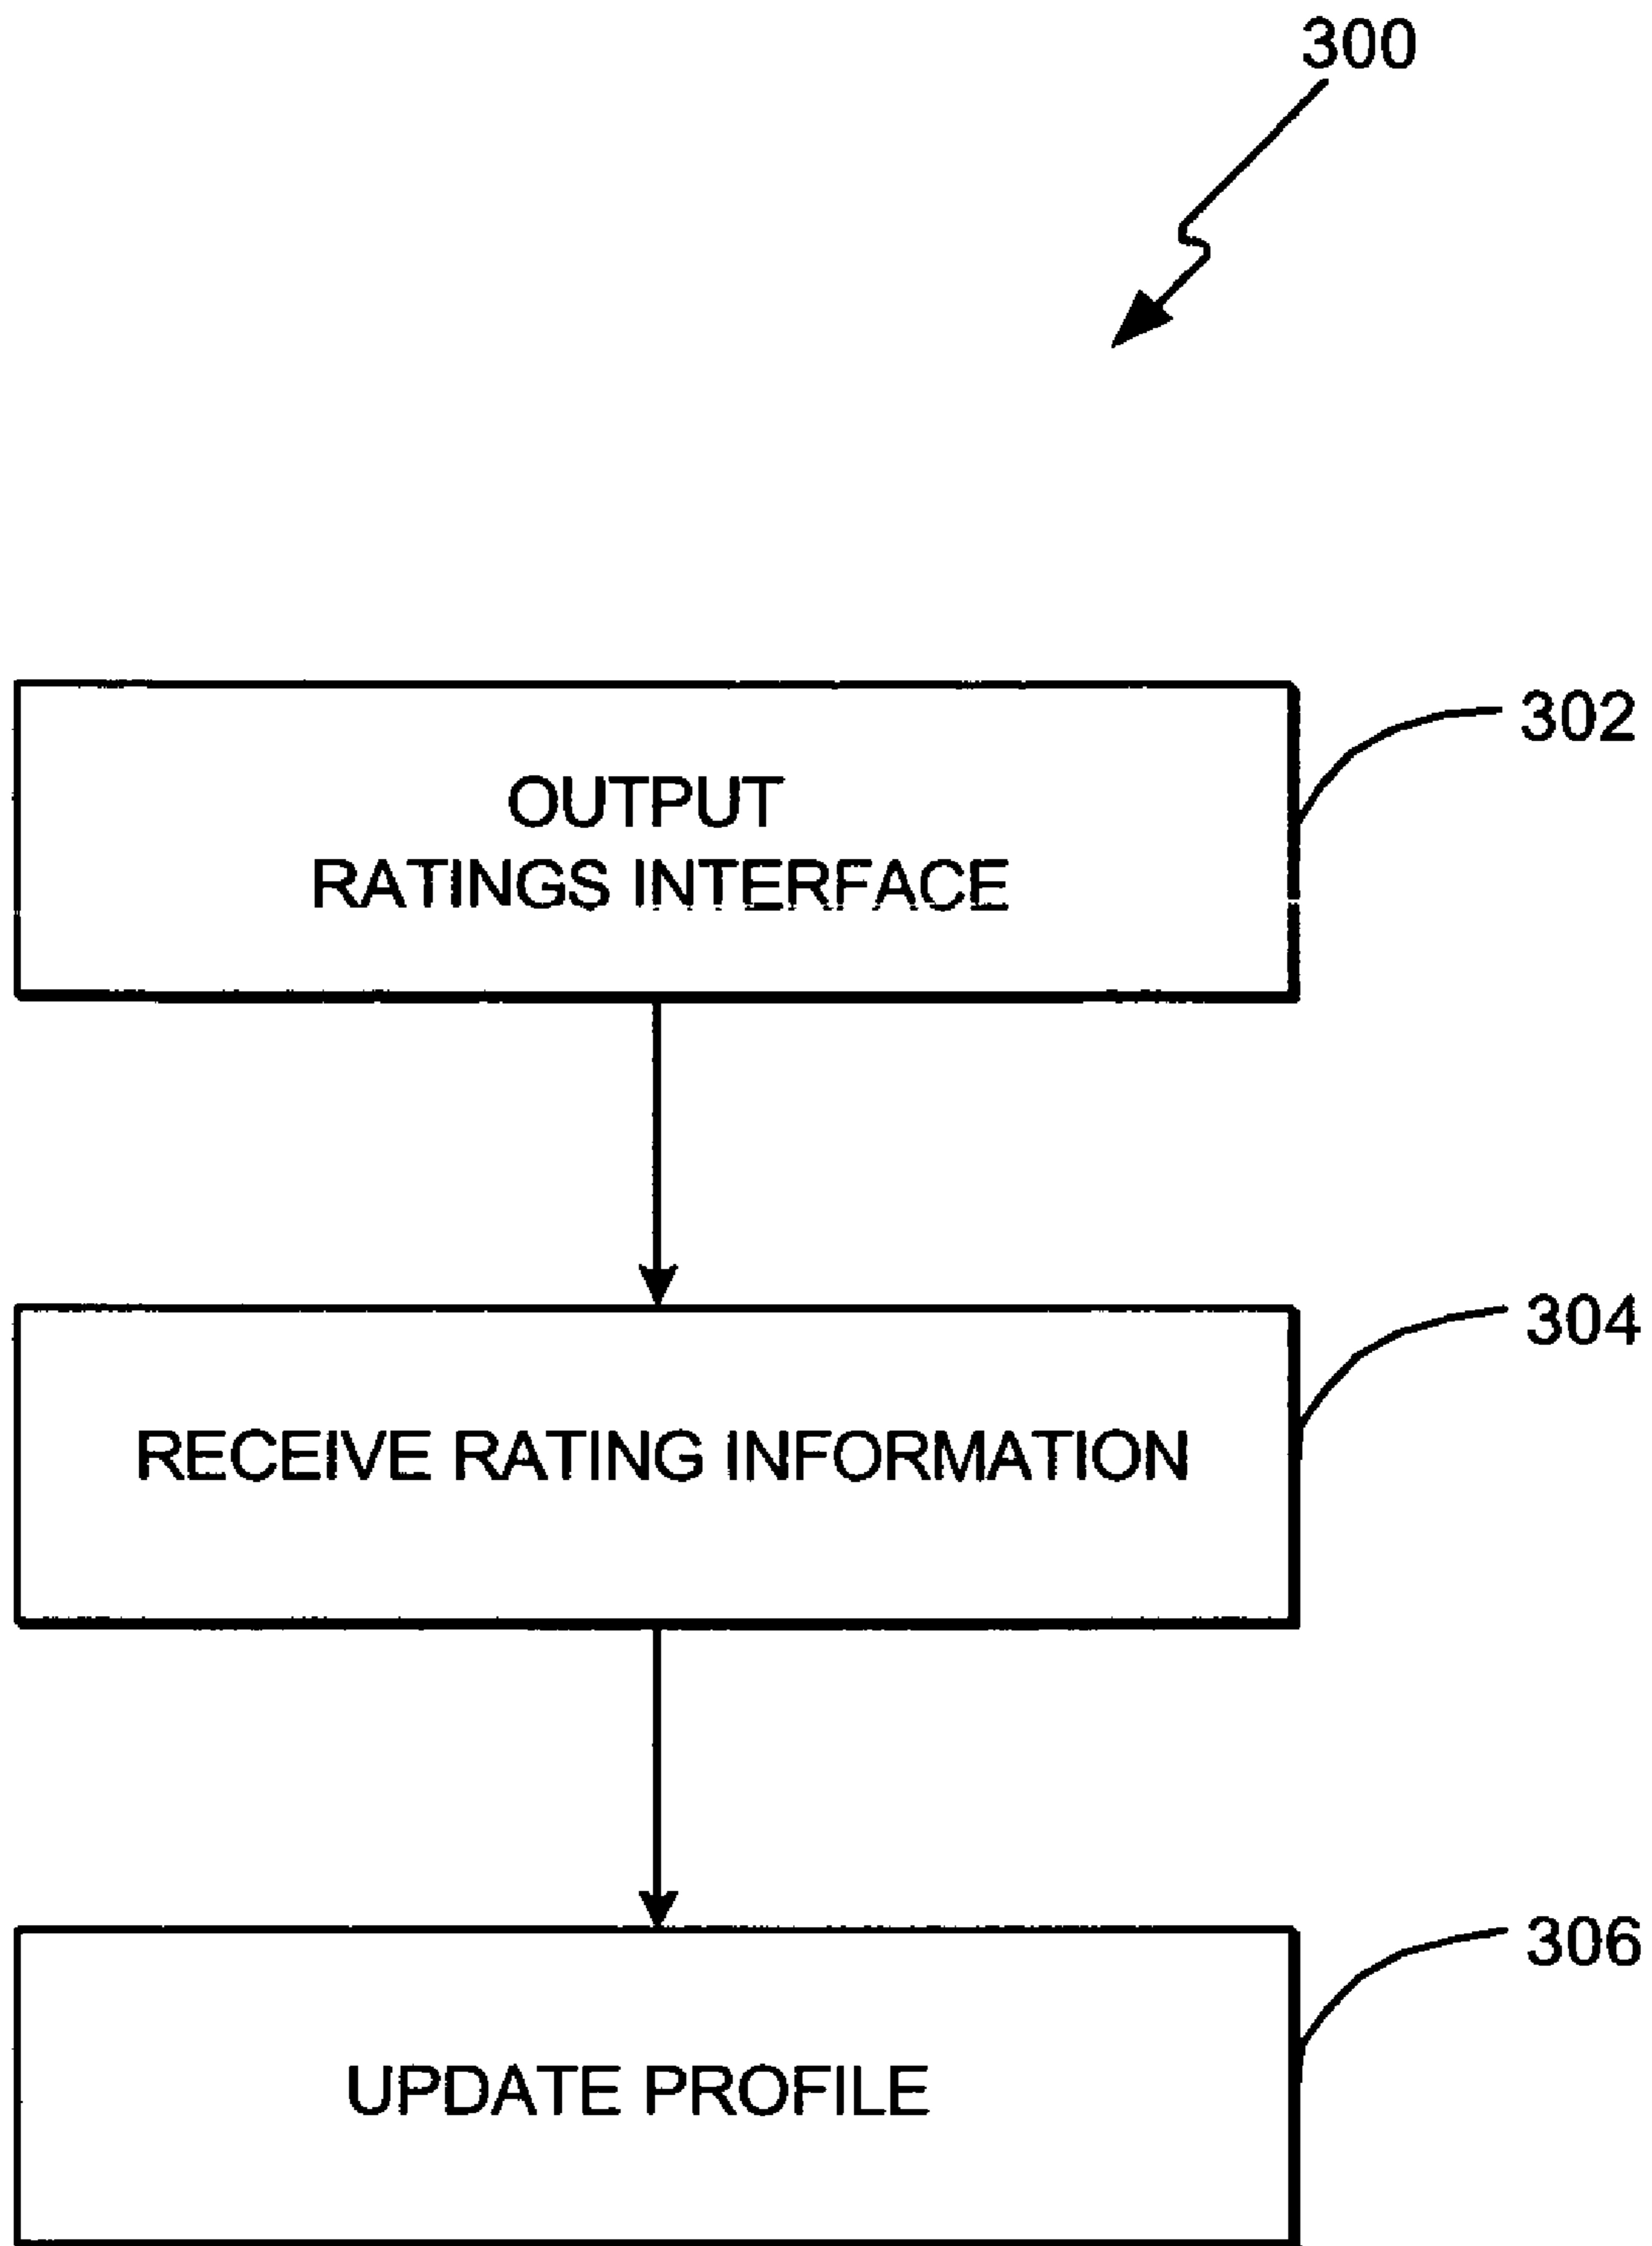 300
302
OUTPUT
RATINGS INTERFACE
304
RECEIVE RATING INFORMATION
306
UPDATE PROFILE